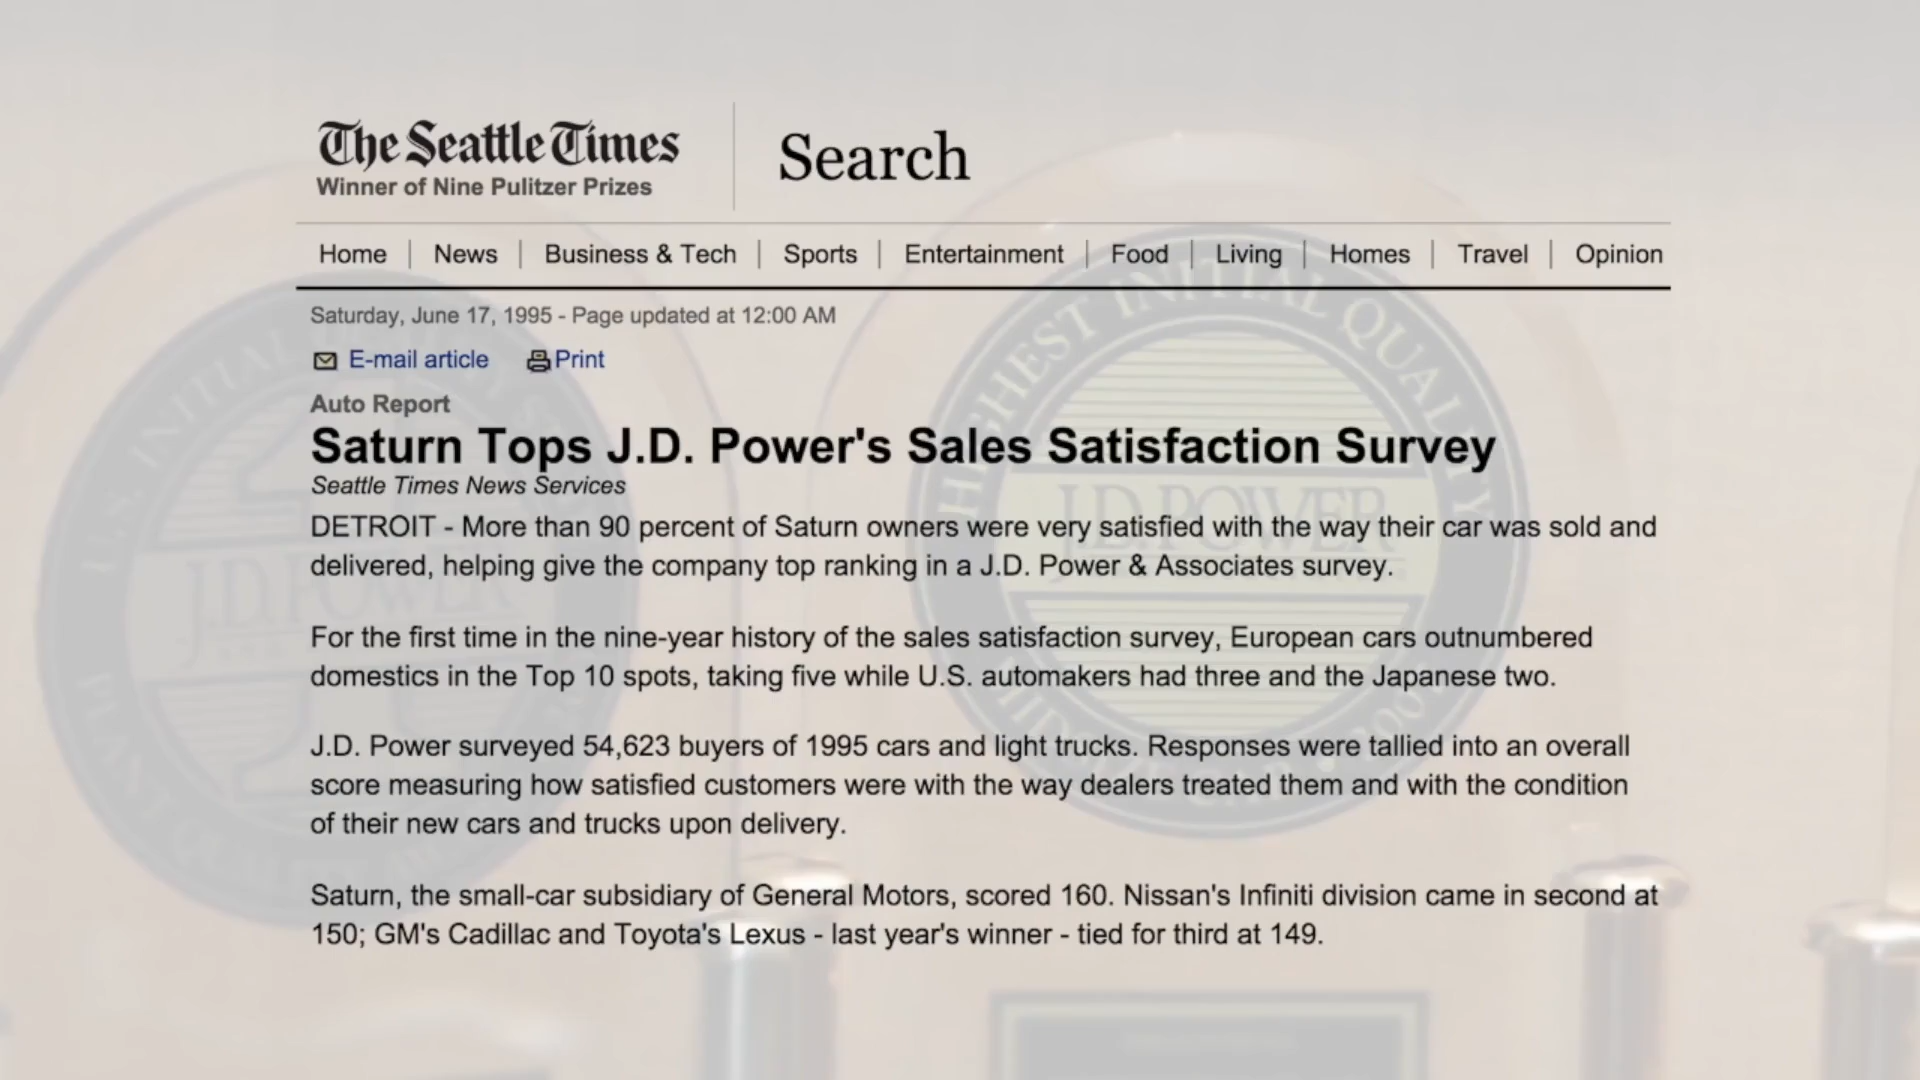 The Seattle Times
Winner of Nine Pulitzer Prizes
Search
Home | News | Business & Tech | Sports | Entertainment | Food | Living | Homes | Travel | Opinion
Saturday, June 17, 1995 - Page updated at 12:00 AM
E-mail article Print
Auto Report
Saturn Tops J.D. Power's Sales Satisfaction Survey
Seattle Times News Services
DETROIT - More than 90 percent of Saturn owners were very satisfied with the way their car was sold and
delivered, helping give the company top ranking in a J.D. Power & Associates survey.
For the first time in the nine-year history of the sales satisfaction survey, European cars outnumbered
domestics in the Top 10 spots, taking five while U.S. automakers had three and the Japanese two.
J.D. Power surveyed 54,623 buyers of 1995 cars and light trucks. Responses were tallied into an overall
score measuring how satisfied customers were with the way dealers treated them and with the condition
of their new cars and trucks upon delivery.
Saturn, the small-car subsidiary of General Motors, scored 160. Nissan's Infiniti division came in second at
150; GM's Cadillac and Toyota's Lexus - last year's winner - tied for third at 149.
U.S. INITIAL
J.D. POWER
PLANT QUALITY
HIGHEST INITIAL QUALITY
J.D. POWER